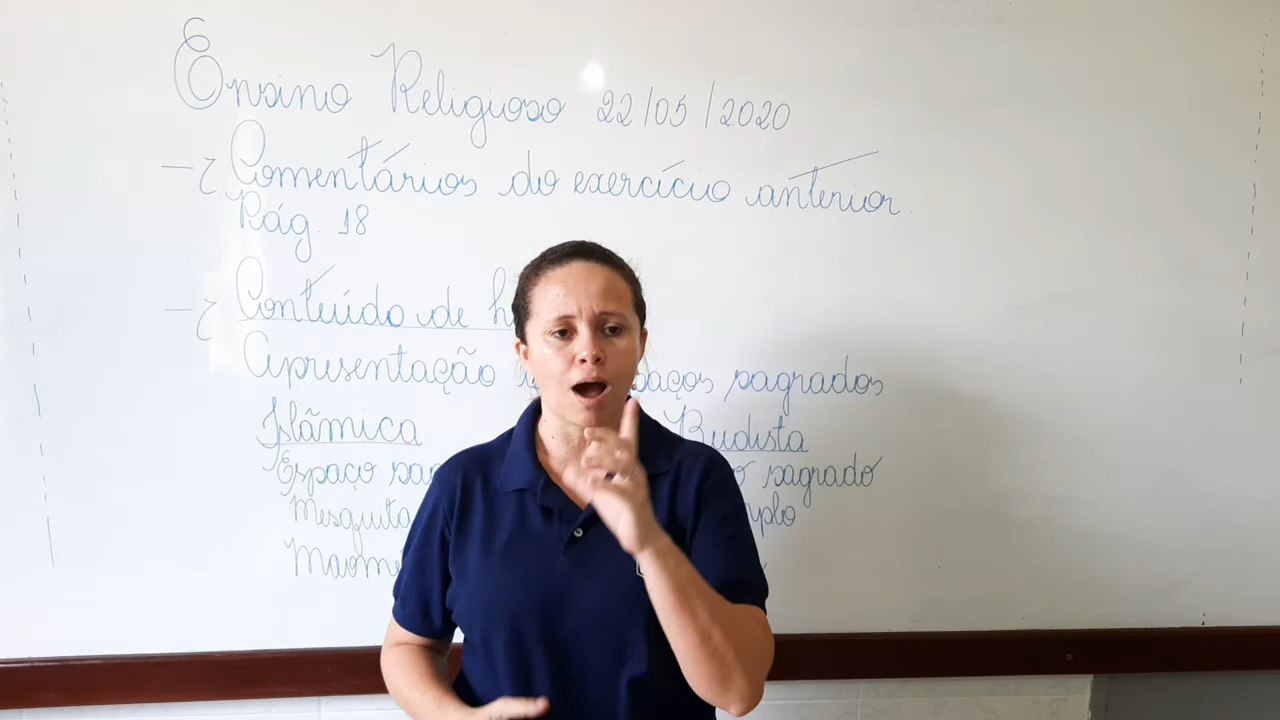 Ensino Religioso 22/05/2020
Comentários do exercício anterior.
Pág. 18
Conteúdo de
Apresentação sagrados
Islâmica Budista
Espaço sagrado
Mesquita